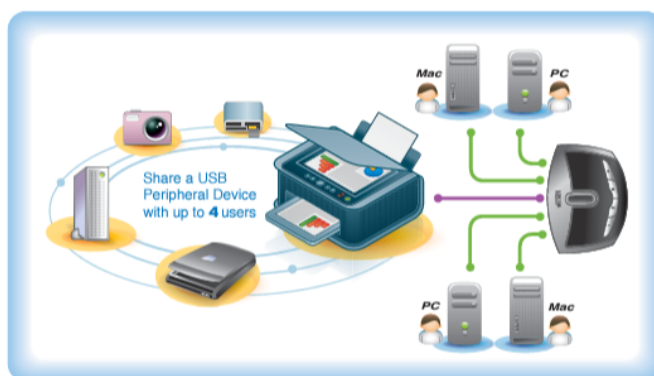 Mac
PC
Share a USB
Peripheral Device
with up to 4 users
PC
Mac